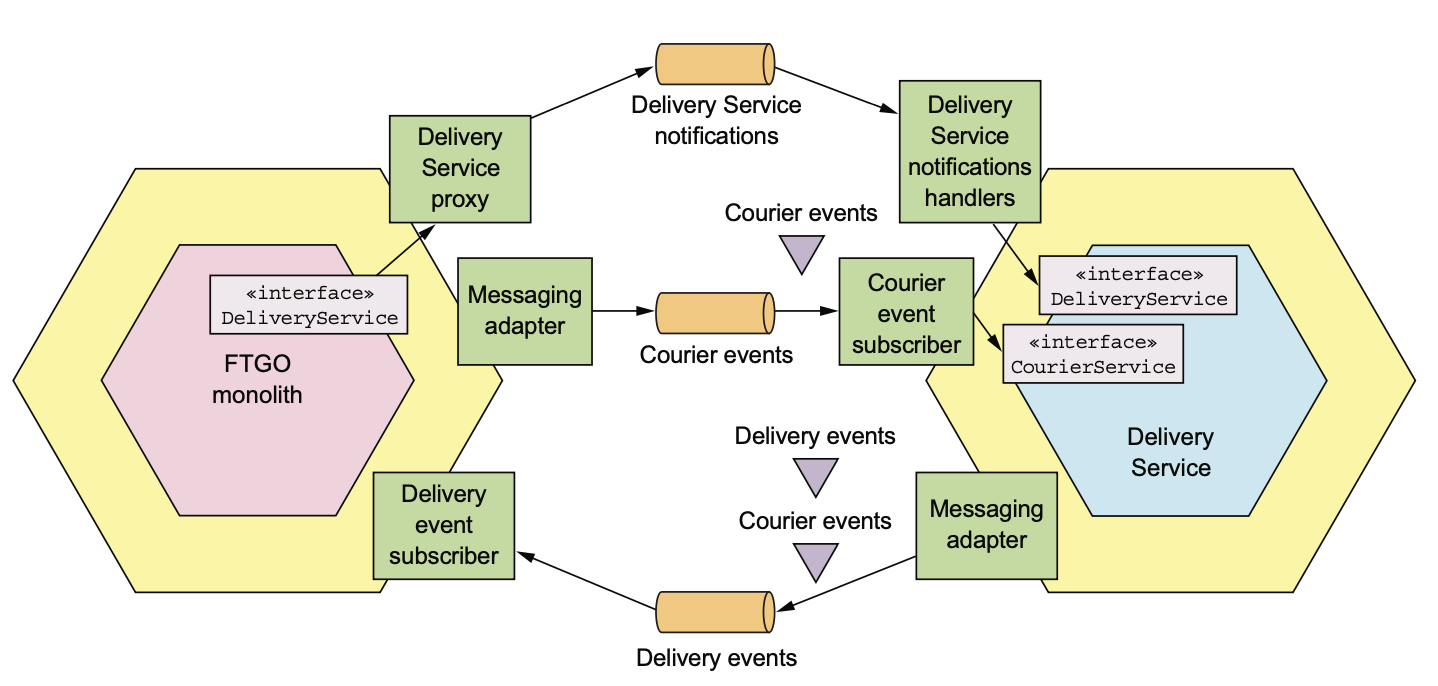 Delivery Service
notifications
Delivery
Service
proxy
Delivery
Service
notifications
handlers
«interface»
DeliveryService
FTGO
monolith
Messaging
adapter
Courier events
Courier events
Courier
event
subscriber
«interface»
DeliveryService
«interface»
CourierService
Delivery
Service
Delivery events
Courier events
Delivery
event
subscriber
Messaging
adapter
Delivery events